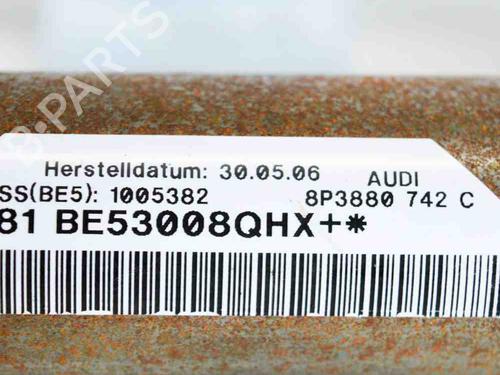 B-PARTS
Herstelldatum: 30.05.06 AUDI
SS(BE5): 1005382 8P3880 742 C
81 BE53008QHX+*